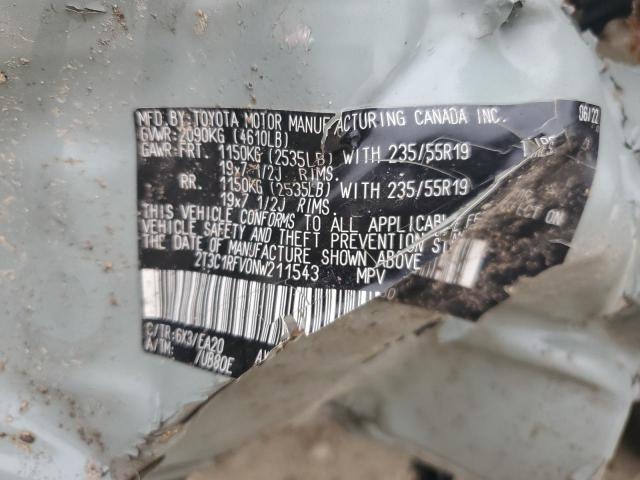 MFD. BY: TOYOTA MOTOR MANUFACTURING CANADA INC. 06/22
GVWR: 2090KG (4610LB)
GAWR: FRT. 1150KG (2535LB) WITH 235/55R19
19x7 1/2J RIMS.
RR. 1150KG (2535LB) WITH 235/55R19
19x7 1/2J RIMS.
THIS VEHICLE CONFORMS TO ALL APPLICABLE
VEHICLE SAFETY AND THEFT PREVENTION
THE DATE OF MANUFACTURE SHOWN ABOVE
2T3C1RFV0NW211543 MPV
C/TR: 6X3/EA20
A/TM: /UB80E